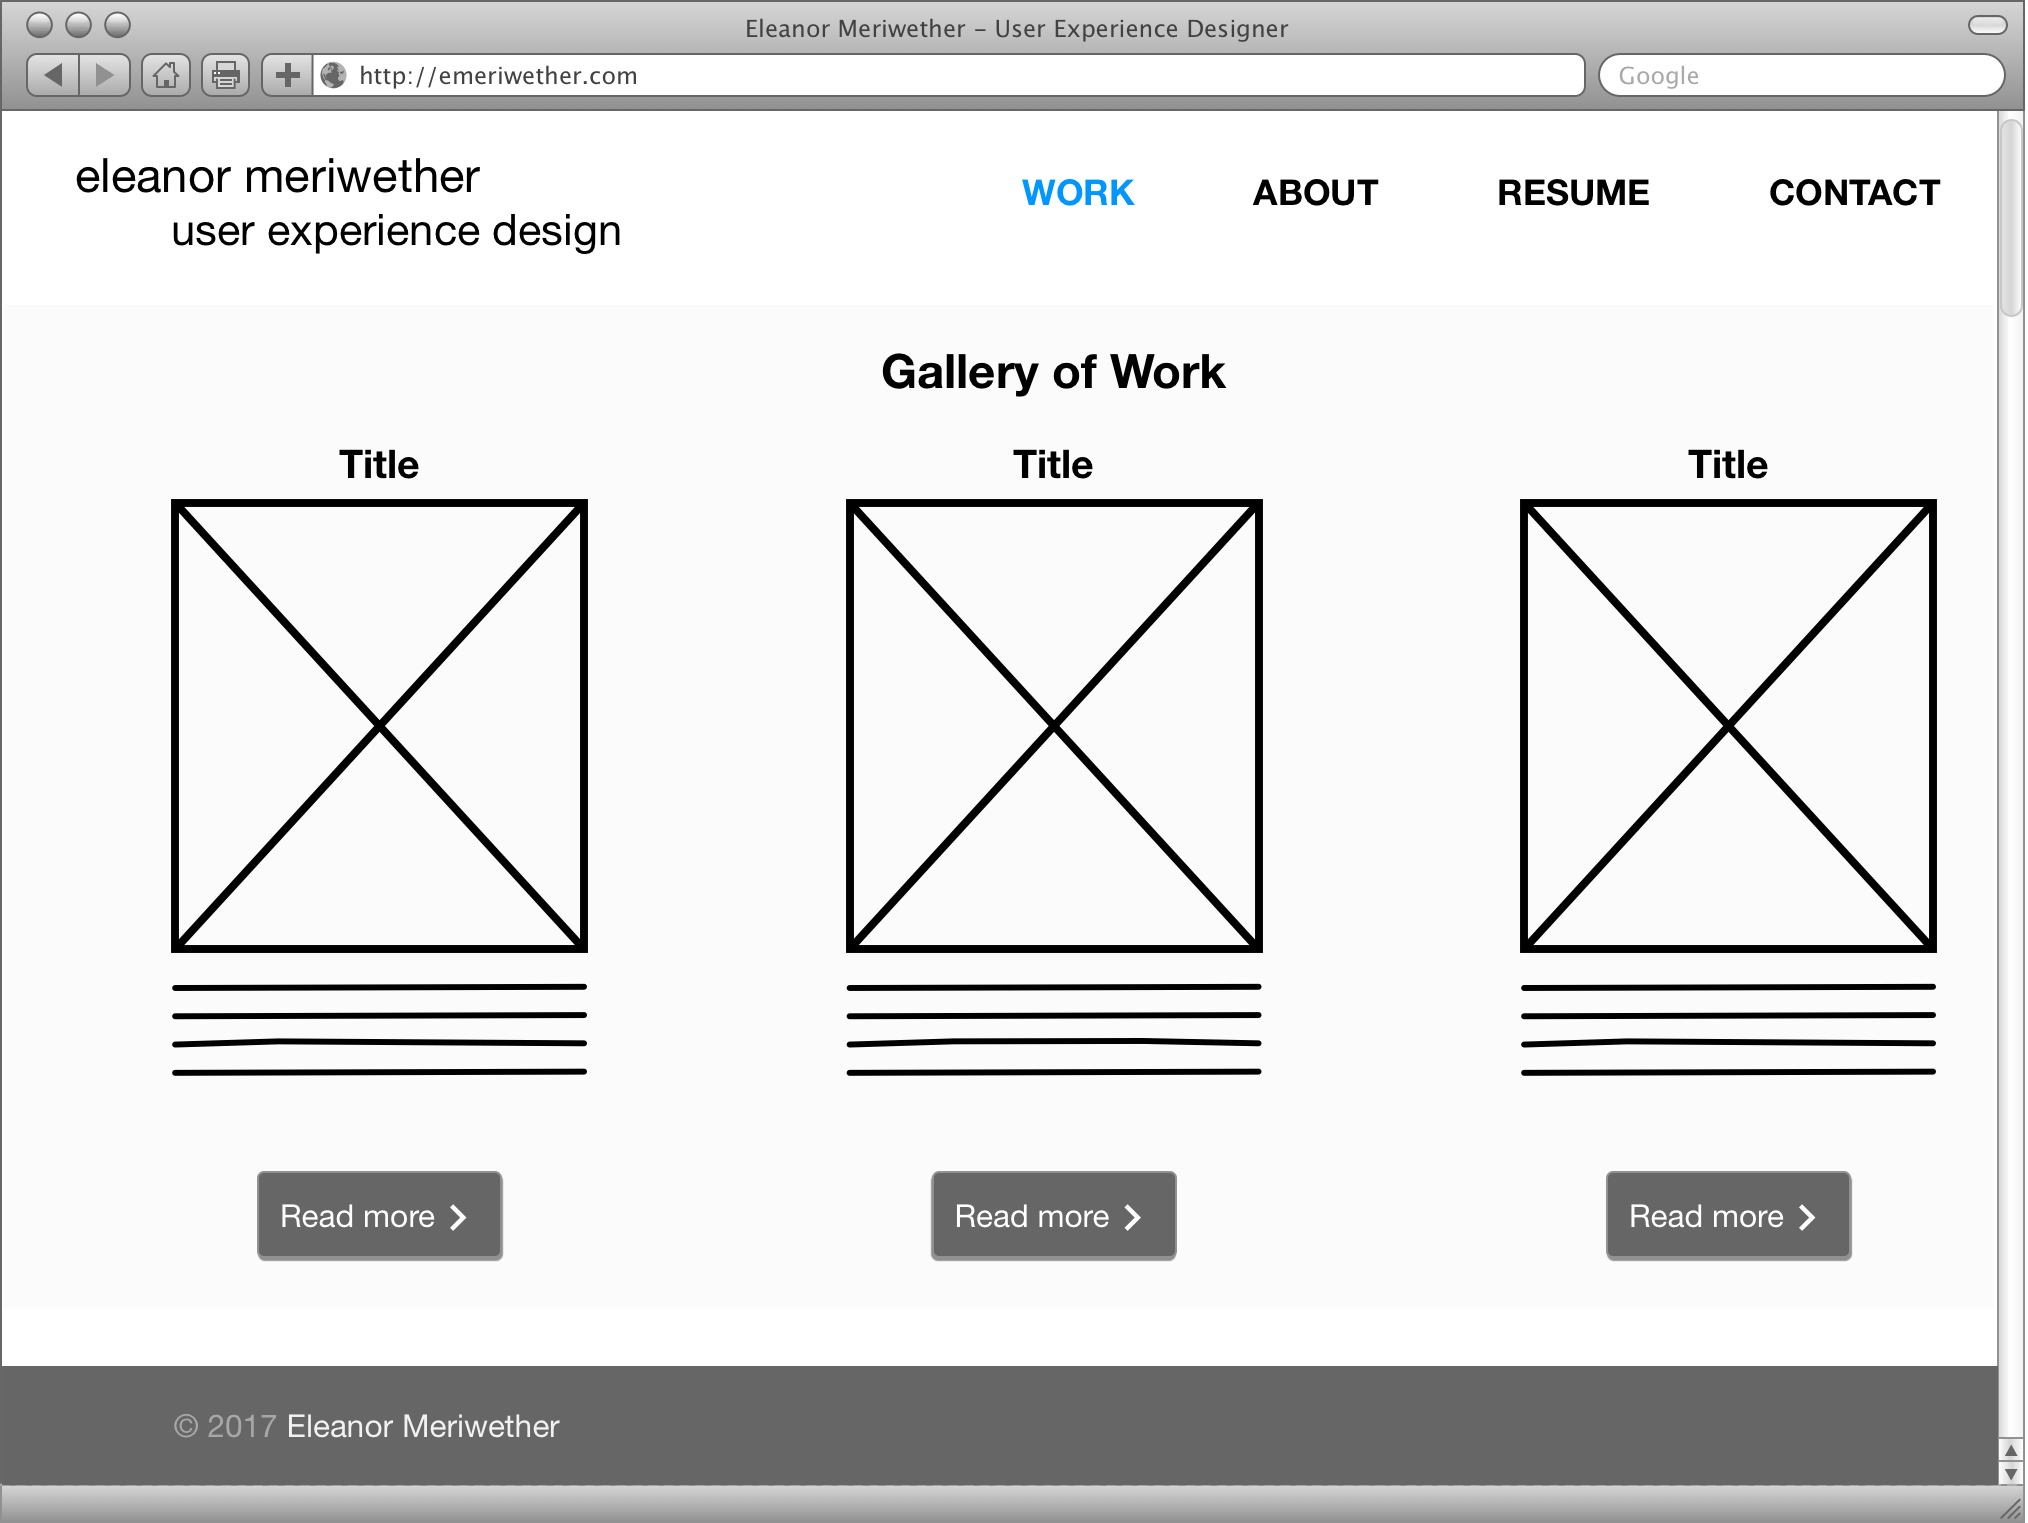 Eleanor Meriwether – User Experience Designer
http://emeriwether.com
Google
eleanor meriwether
user experience design
WORK ABOUT RESUME CONTACT
Gallery of Work
Title Title Title
Read more Read more Read more
© 2017 Eleanor Meriwether